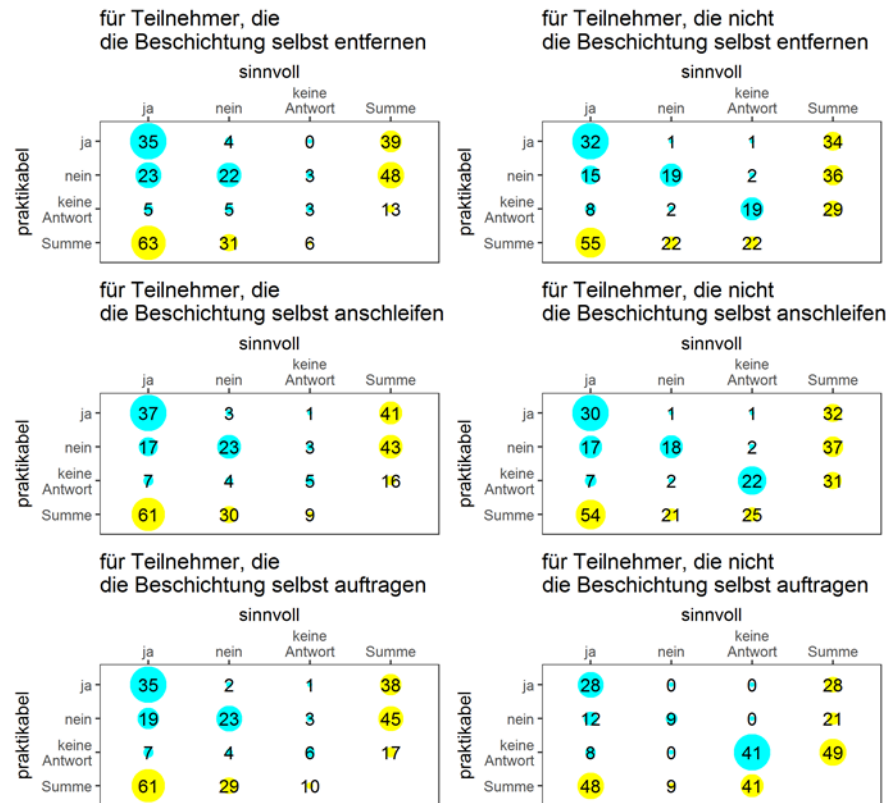 für Teilnehmer, die
die Beschichtung selbst entfernen
sinnvoll
keine
ja nein Antwort Summe
praktikabel
ja 35 4 0 39
nein 23 22 3 48
keine
Antwort 5 5 3 13
Summe 63 31 6
für Teilnehmer, die nicht
die Beschichtung selbst entfernen
sinnvoll
keine
ja nein Antwort Summe
praktikabel
ja 32 1 1 34
nein 15 19 2 36
keine
Antwort 8 2 19 29
Summe 55 22 22
für Teilnehmer, die
die Beschichtung selbst anschleifen
sinnvoll
keine
ja nein Antwort Summe
praktikabel
ja 37 3 1 41
nein 17 23 3 43
keine
Antwort 7 4 5 16
Summe 61 30 9
für Teilnehmer, die nicht
die Beschichtung selbst anschleifen
sinnvoll
keine
ja nein Antwort Summe
praktikabel
ja 30 1 1 32
nein 17 18 2 37
keine
Antwort 7 2 22 31
Summe 54 21 25
für Teilnehmer, die
die Beschichtung selbst auftragen
sinnvoll
keine
ja nein Antwort Summe
praktikabel
ja 35 2 1 38
nein 19 23 3 45
keine
Antwort 7 4 6 17
Summe 61 29 10
für Teilnehmer, die nicht
die Beschichtung selbst auftragen
sinnvoll
keine
ja nein Antwort Summe
praktikabel
ja 28 0 0 28
nein 12 9 0 21
keine
Antwort 8 0 41 49
Summe 48 9 41